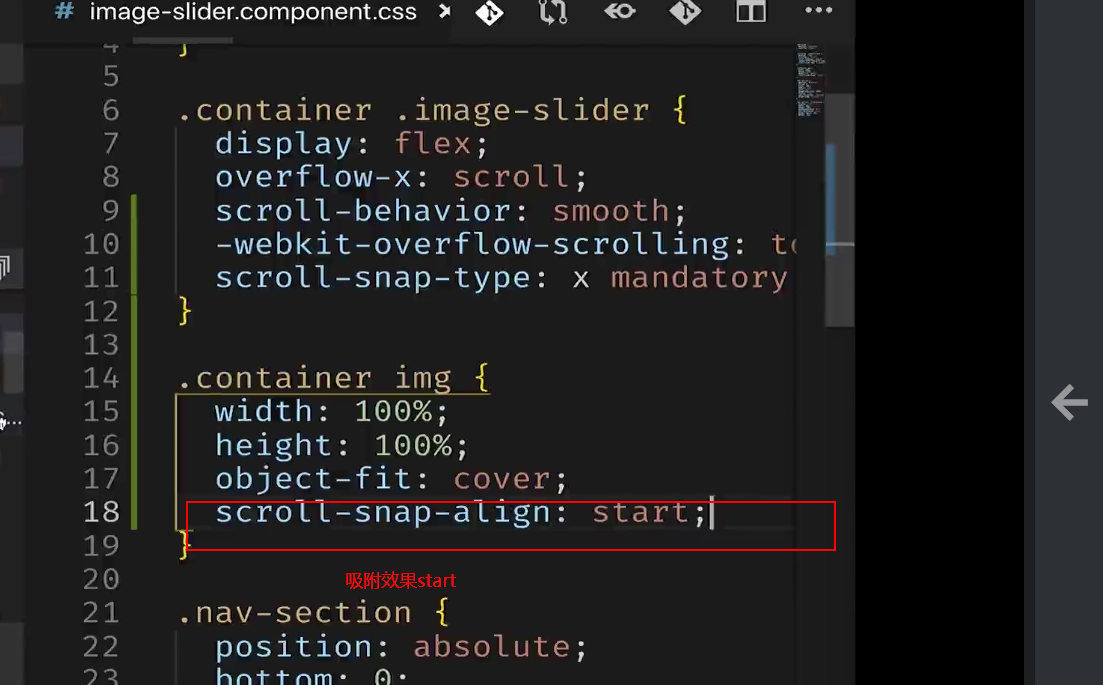 # image-slider.component.css ×
4 }
5
6 .container .image-slider {
7 display: flex;
8 overflow-x: scroll;
9 scroll-behavior: smooth;
10 -webkit-overflow-scrolling:
11 scroll-snap-type: x mandatory
12 }
13
14 .container img {
15 width: 100%;
16 height: 100%;
17 object-fit: cover;
18 scroll-snap-align: start;
19 }
吸附效果start
20
21 .nav-section {
22 position: absolute;
23 bottom: 0;